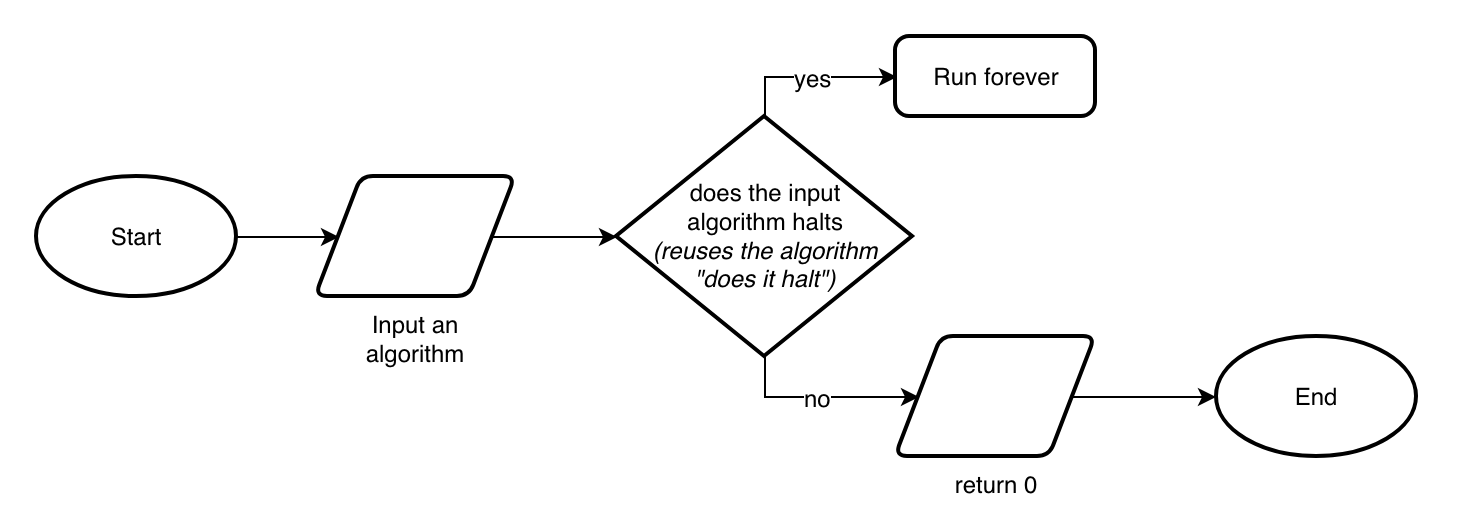 Start
Input an
algorithm
does the input
algorithm halts
(reuses the algorithm
"does it halt")
yes
Run forever
no
return 0
End